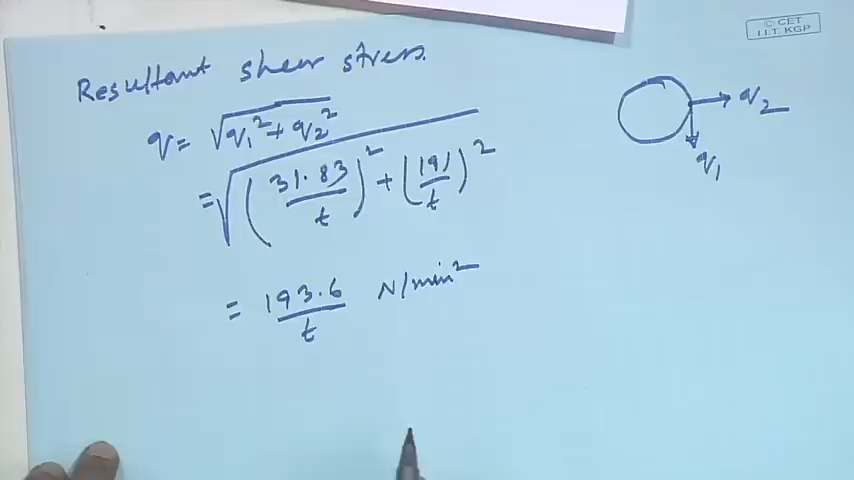 © CET
I.I.T. KGP
Resultant shear stress.
q = √q₁² + q₂²
= √(31.83/t)² + (191/t)²
= 193.6/t N/mm²
q₂
q₁